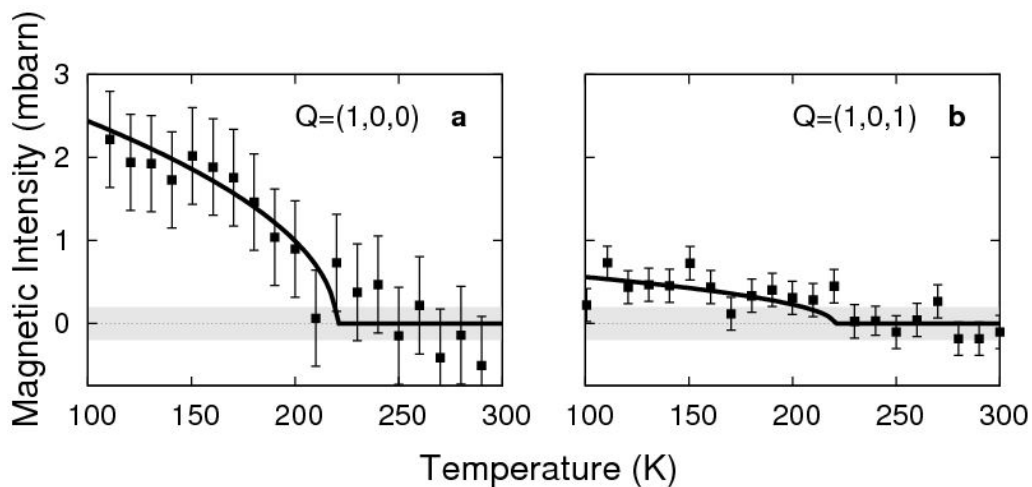 Magnetic Intensity (mbarn)
3
2
1
0
Q=(1,0,0) a
100 150 200 250 300
Q=(1,0,1) b
100 150 200 250 300
Temperature (K)